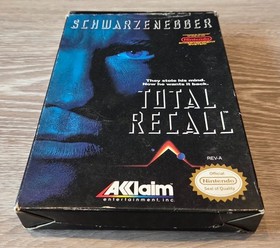 SCHWARZENEGGER
They stole his mind.
Now he wants it back.
TOTAL
RECALL
REV-A
Official
Nintendo
Seal of Quality
AKKlaim
entertainment, inc.